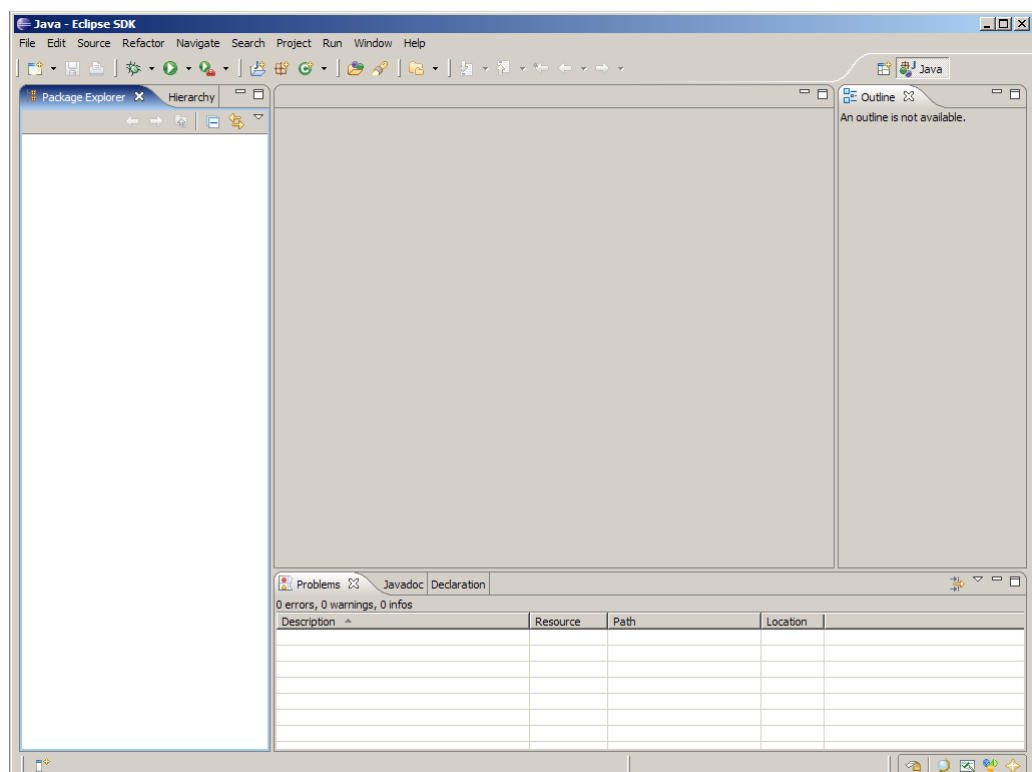 Java - Eclipse SDK
File Edit Source Refactor Navigate Search Project Run Window Help
Java
Package Explorer Hierarchy
Outline
An outline is not available.
Problems Javadoc Declaration
0 errors, 0 warnings, 0 infos
Description Resource Path Location